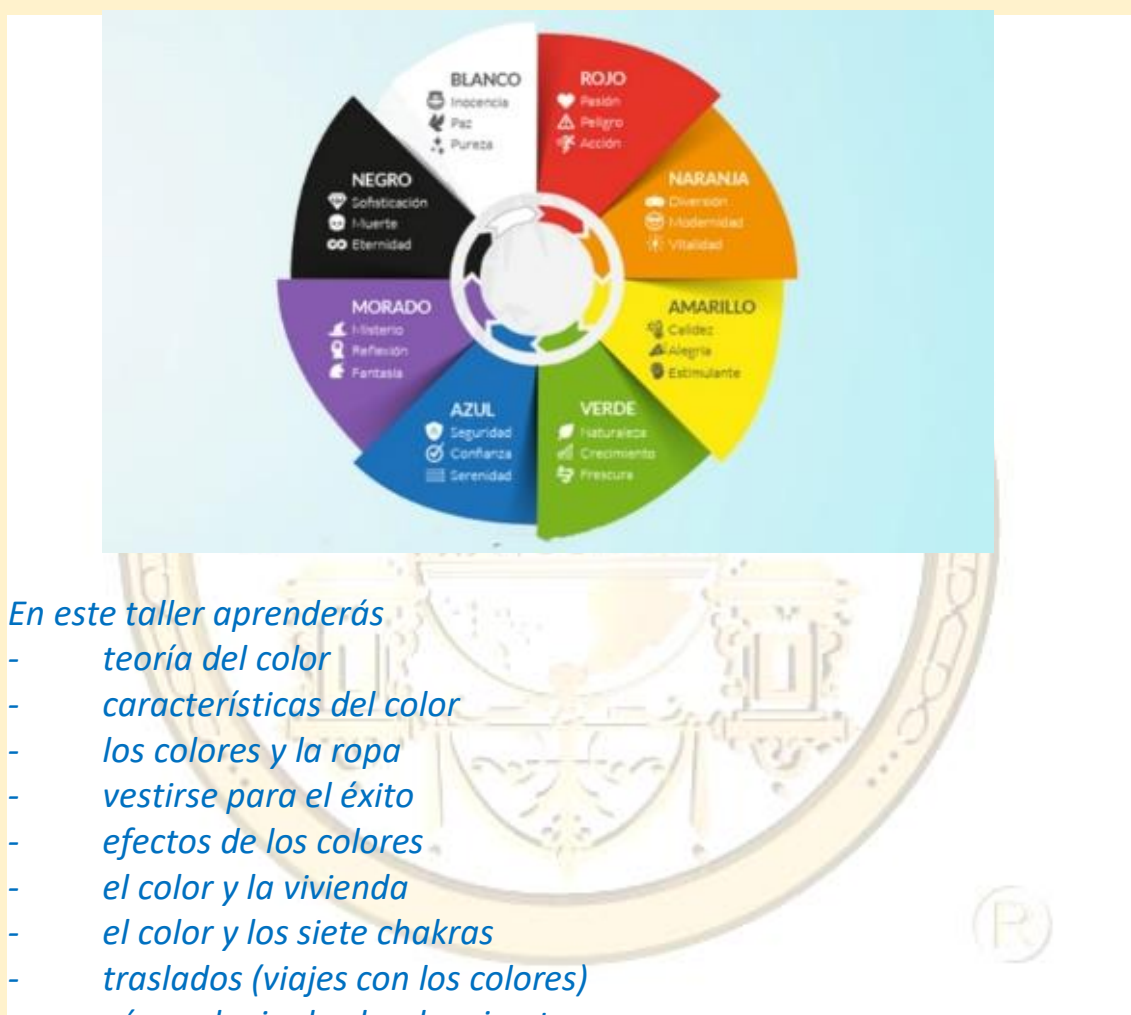 BLANCO
Inocencia
Paz
Pureza
ROJO
Pasión
Peligro
Acción
NARANJA
Diversión
Modernidad
Vitalidad
AMARILLO
Calidez
Alegría
Estimulante
VERDE
Naturaleza
Crecimiento
Frescura
AZUL
Seguridad
Confianza
Serenidad
MORADO
Misterio
Reflexión
Fantasía
NEGRO
Sofisticación
Muerte
Eternidad
En este taller aprenderás
- teoría del color
- características del color
- los colores y la ropa
- vestirse para el éxito
- efectos de los colores
- el color y la vivienda
- el color y los siete chakras
- traslados (viajes con los colores)
®